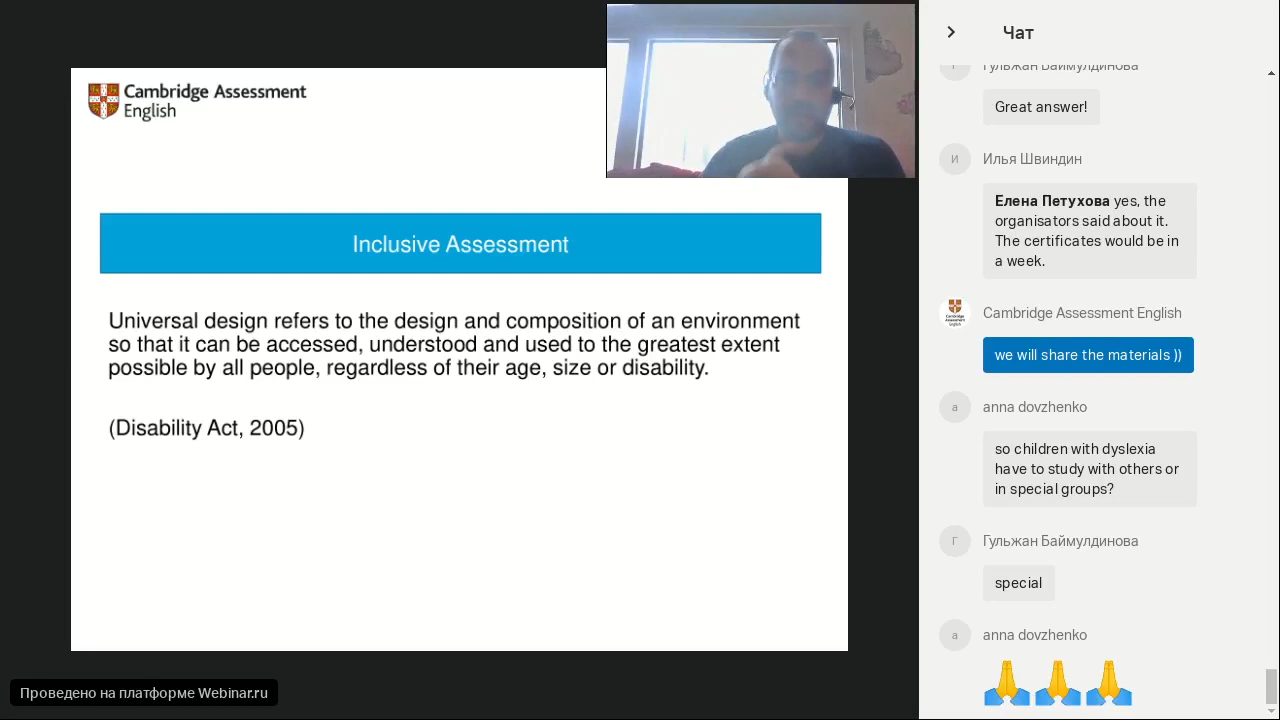 Cambridge Assessment
English
Inclusive Assessment
Universal design refers to the design and composition of an environment
so that it can be accessed, understood and used to the greatest extent
possible by all people, regardless of their age, size or disability.
(Disability Act, 2005)
Проведено на платформе Webinar.ru
Чат
Гульжан Баймулдинова
Great answer!
И
Илья Швиндин
Елена Петухова yes, the
organisators said about it.
The certificates would be in
a week.
Cambridge Assessment English
we will share the materials ))
a
anna dovzhenko
so children with dyslexia
have to study with others or
in special groups?
Г
Гульжан Баймулдинова
special
a
anna dovzhenko